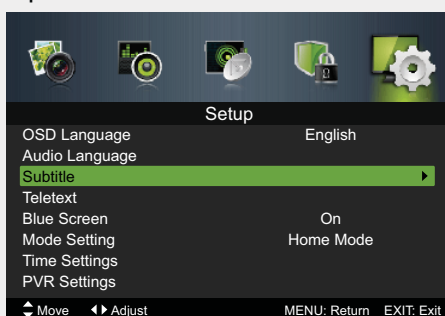 Setup
OSD Language English
Audio Language
Subtitle
Teletext
Blue Screen On
Mode Setting Home Mode
Time Settings
PVR Settings
Move Adjust MENU: Return EXIT: Exit